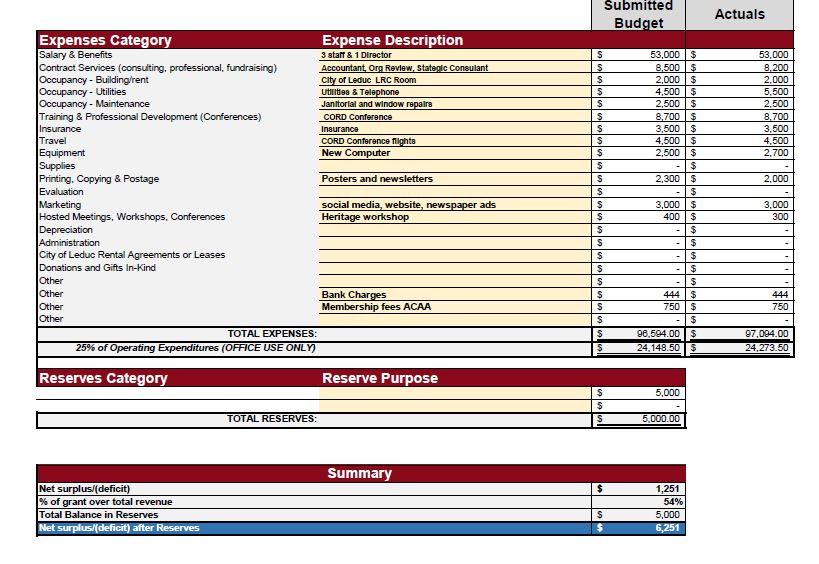 Submitted Budget Actuals
Expenses Category Expense Description
Salary & Benefits 3 staff & 1 Director $ 53,000 $ 53,000
Contract Services (consulting, professional, fundraising) Accountant, Org Review, Stategic Consulant $ 8,500 $ 8,200
Occupancy - Building/rent City of Leduc LRC Room $ 2,000 $ 2,000
Occupancy - Utilities Utilities & Telephone $ 4,500 $ 5,500
Occupancy - Maintenance Janitorial and window repairs $ 2,500 $ 2,500
Training & Professional Development (Conferences) CORD Conference $ 8,700 $ 8,700
Insurance Insurance $ 3,500 $ 3,500
Travel CORD Conference flights $ 4,500 $ 4,500
Equipment New Computer $ 2,500 $ 2,700
Supplies $ - $ -
Printing, Copying & Postage Posters and newsletters $ 2,300 $ 2,000
Evaluation $ - $ -
Marketing social media, website, newspaper ads $ 3,000 $ 3,000
Hosted Meetings, Workshops, Conferences Heritage workshop $ 400 $ 300
Depreciation $ - $ -
Administration $ - $ -
City of Leduc Rental Agreements or Leases $ - $ -
Donations and Gifts In-Kind $ - $ -
Other $ - $ -
Other Bank Charges $ 444 $ 444
Other Membership fees ACAA $ 750 $ 750
Other $ - $ -
TOTAL EXPENSES: $ 96,594.00 $ 97,094.00
25% of Operating Expenditures (OFFICE USE ONLY) $ 24,148.50 $ 24,273.50
Reserves Category Reserve Purpose
$ 5,000
$ -
TOTAL RESERVES: $ 5,000.00
Summary
Net surplus/(deficit) $ 1,251
% of grant over total revenue 54%
Total Balance in Reserves $ 5,000
Net surplus/(deficit) after Reserves $ 6,251